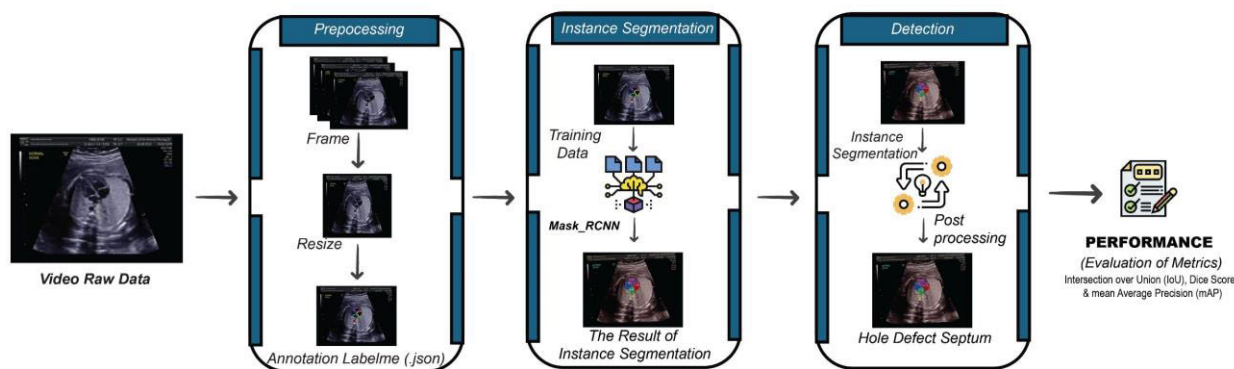 Prepocessing
Frame
Resize
Annotation Labelme (.json)
Video Raw Data
Instance Segmentation
Training
Data
Mask_RCNN
The Result of
Instance Segmentation
Detection
Instance
Segmentation
Post
processing
Hole Defect Septum
PERFORMANCE
(Evaluation of Metrics)
Intersection over Union (IoU), Dice Score
& mean Average Precision (mAP)